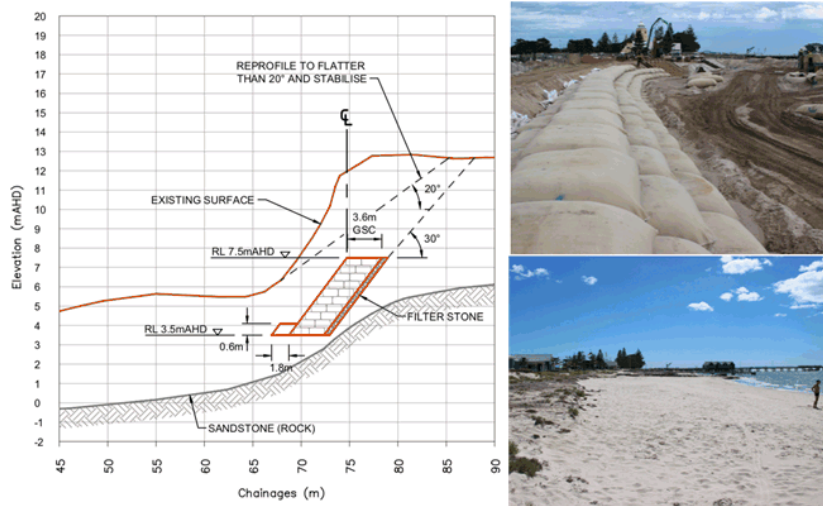 20
19
18
17
16
15
14
13
12
11
10
9
8
7
6
5
4
3
2
1
0
-1
-2
Elevation (mAHD)
REPROFILE TO FLATTER
THAN 20° AND STABILISE
CL
EXISTING SURFACE
20°
3.6m
GSC
30°
RL 7.5mAHD
FILTER STONE
RL 3.5mAHD
0.6m
1.8m
SANDSTONE (ROCK)
45
50
55
60
65
70
75
80
85
90
Chainages (m)